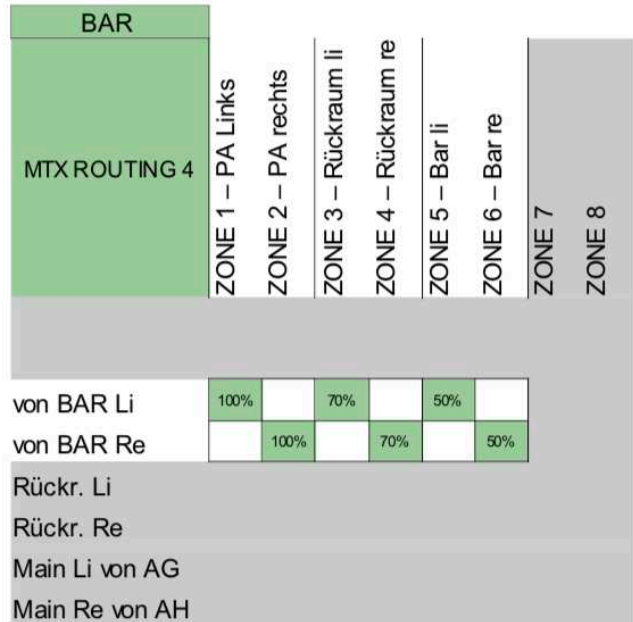 BAR
MTX ROUTING 4
ZONE 1 – PA Links
ZONE 2 – PA rechts
ZONE 3 – Rückraum li
ZONE 4 – Rückraum re
ZONE 5 – Bar li
ZONE 6 – Bar re
ZONE 7
ZONE 8
von BAR Li 100% 70% 50%
von BAR Re 100% 70% 50%
Rückr. Li
Rückr. Re
Main Li von AG
Main Re von AH